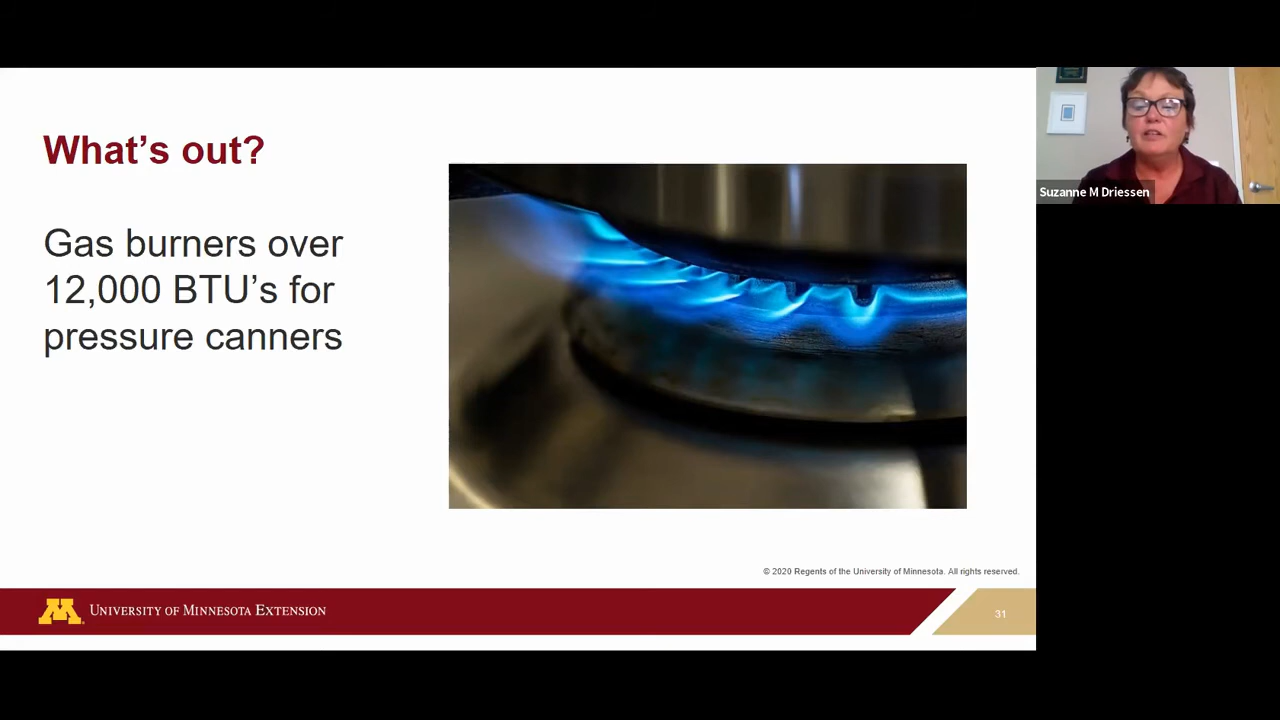 What's out?
Gas burners over
12,000 BTU's for
pressure canners
© 2020 Regents of the University of Minnesota. All rights reserved.
M UNIVERSITY OF MINNESOTA EXTENSION
31
Suzanne M Driessen